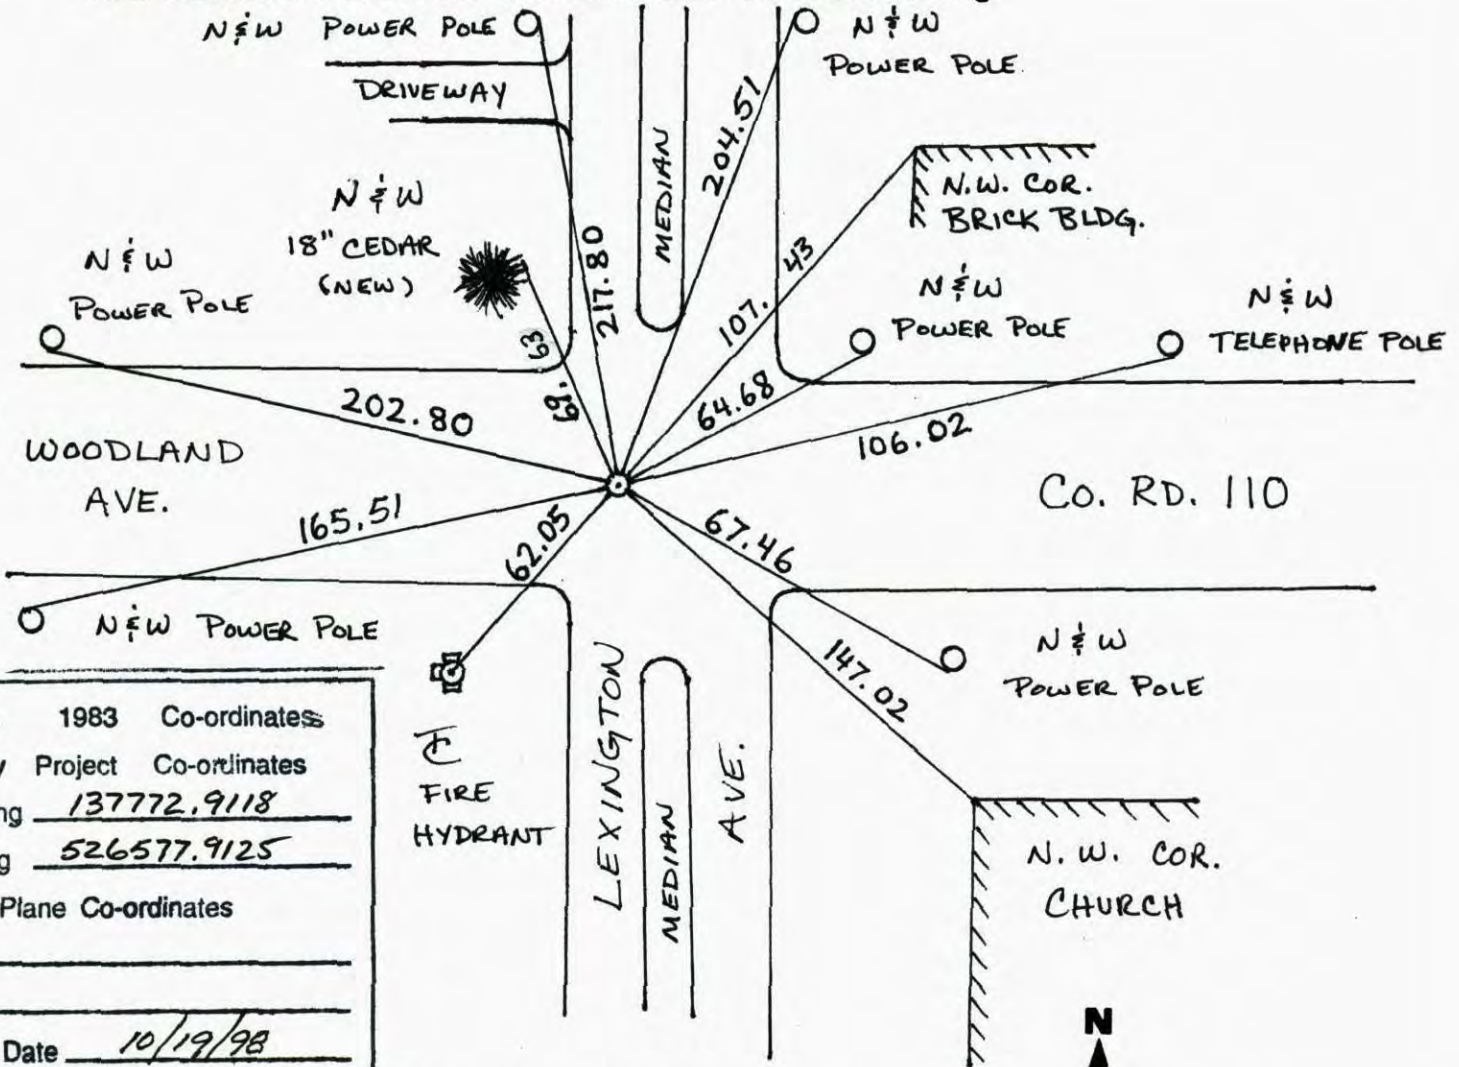 N & W POWER POLE
N & W
POWER POLE
DRIVEWAY
MEDIAN
204.51
N & W
18" CEDAR
(NEW)
217.80
N.W. COR.
BRICK BLDG.
N & W
POWER POLE
107.43
N & W
POWER POLE
N & W
TELEPHONE POLE
202.80
64.68
106.02
WOODLAND
AVE.
CO. RD. 110
165.51
62.05
67.46
N & W POWER POLE
147.02
N & W
POWER POLE
1983 Co-ordinates
Project Co-ordinates
137772.9118
526577.9125
Plane Co-ordinates
Date 10/19/98
FIRE
HYDRANT
LEXINGTON
AVE.
MEDIAN
N.W. COR.
CHURCH
N